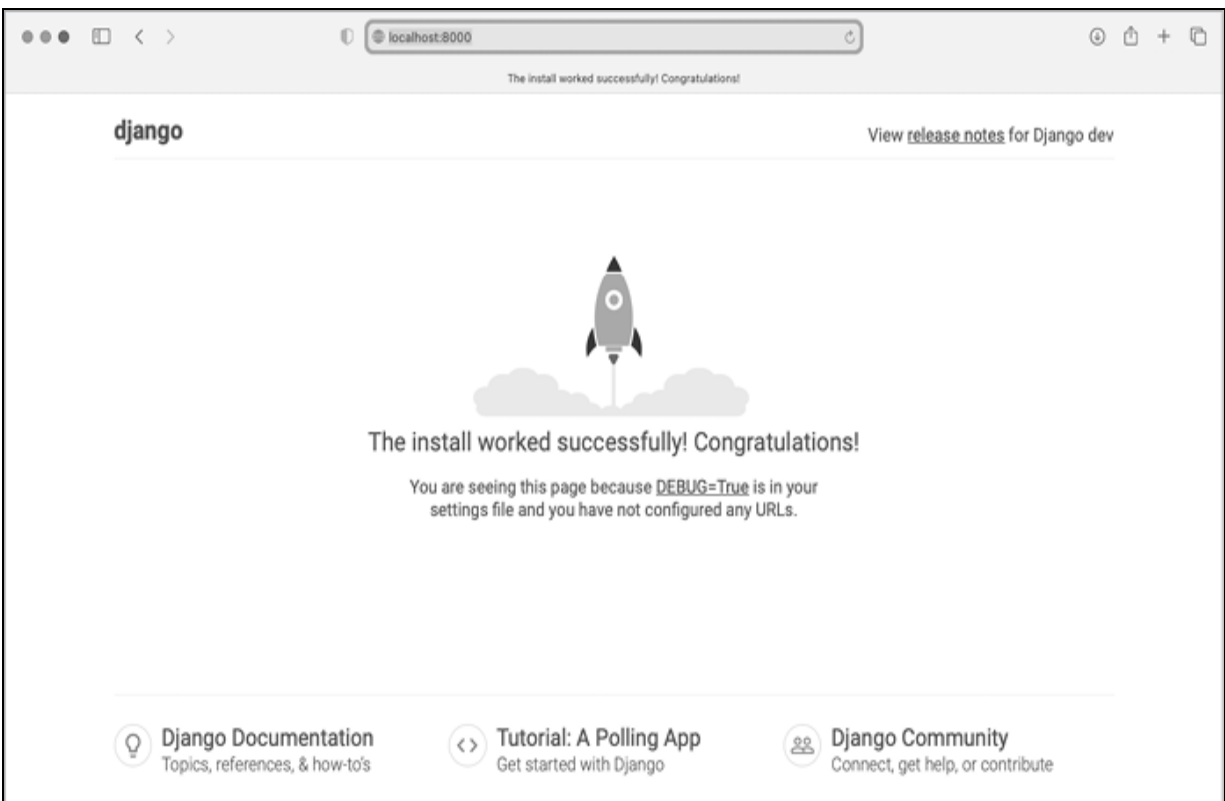 localhost:8000
The install worked successfully! Congratulations!
django
View release notes for Django dev
The install worked successfully! Congratulations!
You are seeing this page because DEBUG=True is in your
settings file and you have not configured any URLs.
Django Documentation
Topics, references, & how-to's
Tutorial: A Polling App
Get started with Django
Django Community
Connect, get help, or contribute